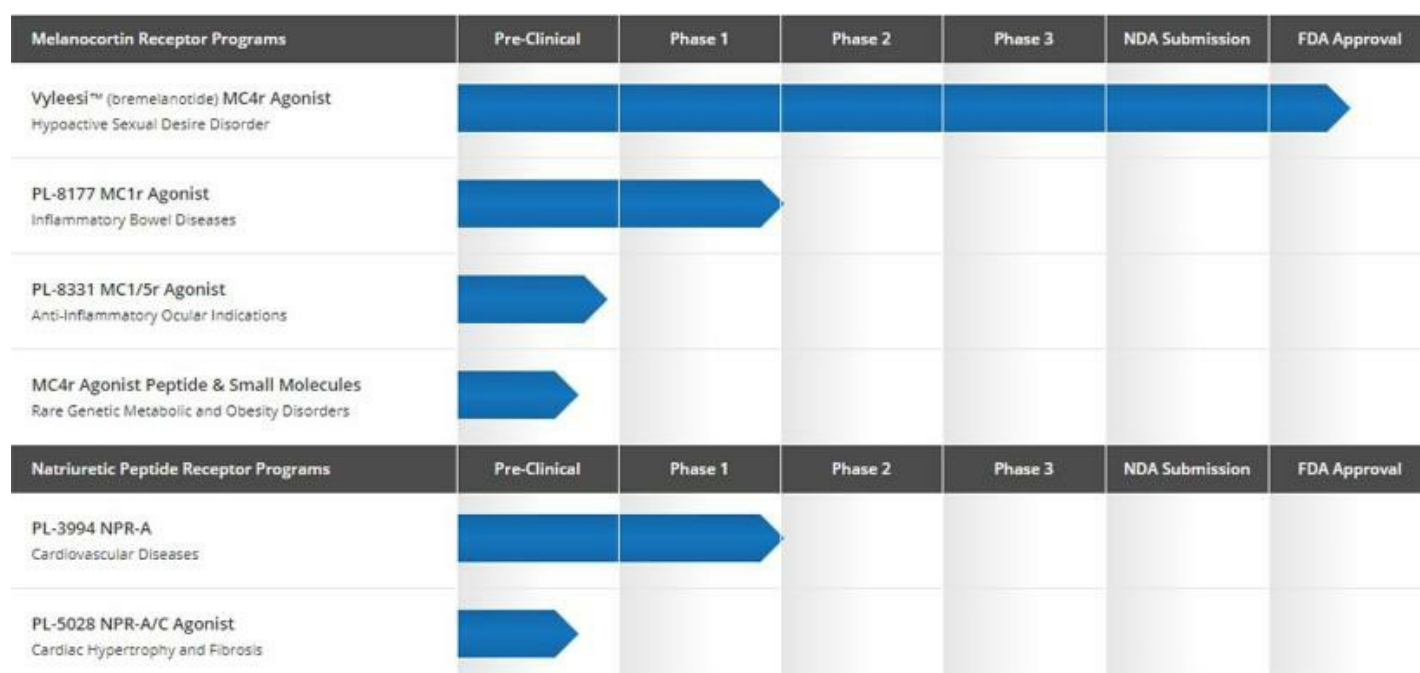 Melanocortin Receptor Programs Pre-Clinical Phase 1 Phase 2 Phase 3 NDA Submission FDA Approval
Vyleesi™ (bremelanotide) MC4r Agonist
Hypoactive Sexual Desire Disorder
PL-8177 MC1r Agonist
Inflammatory Bowel Diseases
PL-8331 MC1/5r Agonist
Anti-Inflammatory Ocular Indications
MC4r Agonist Peptide & Small Molecules
Rare Genetic Metabolic and Obesity Disorders
Natriuretic Peptide Receptor Programs Pre-Clinical Phase 1 Phase 2 Phase 3 NDA Submission FDA Approval
PL-3994 NPR-A
Cardiovascular Diseases
PL-5028 NPR-A/C Agonist
Cardiac Hypertrophy and Fibrosis